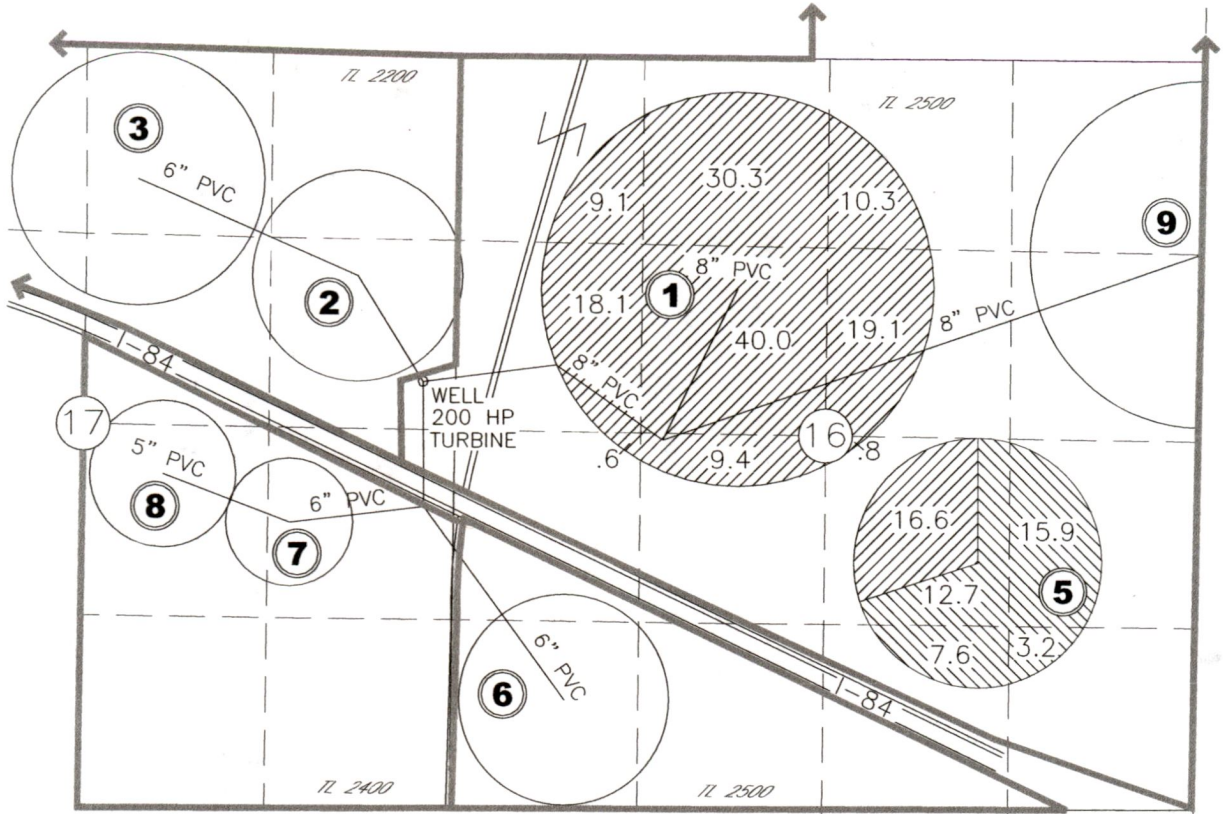 TL 2200
TL 2500
3
6" PVC
30.3
9.1
10.3
9
2
8" PVC
1
18.1
19.1
8" PVC
40.0
I-84
8" PVC
WELL
200 HP
TURBINE
17
16
.6
9.4
.8
5" PVC
6" PVC
8
7
16.6
15.9
12.7
5
7.6
3.2
6" PVC
6
I-84
TL 2400
TL 2500